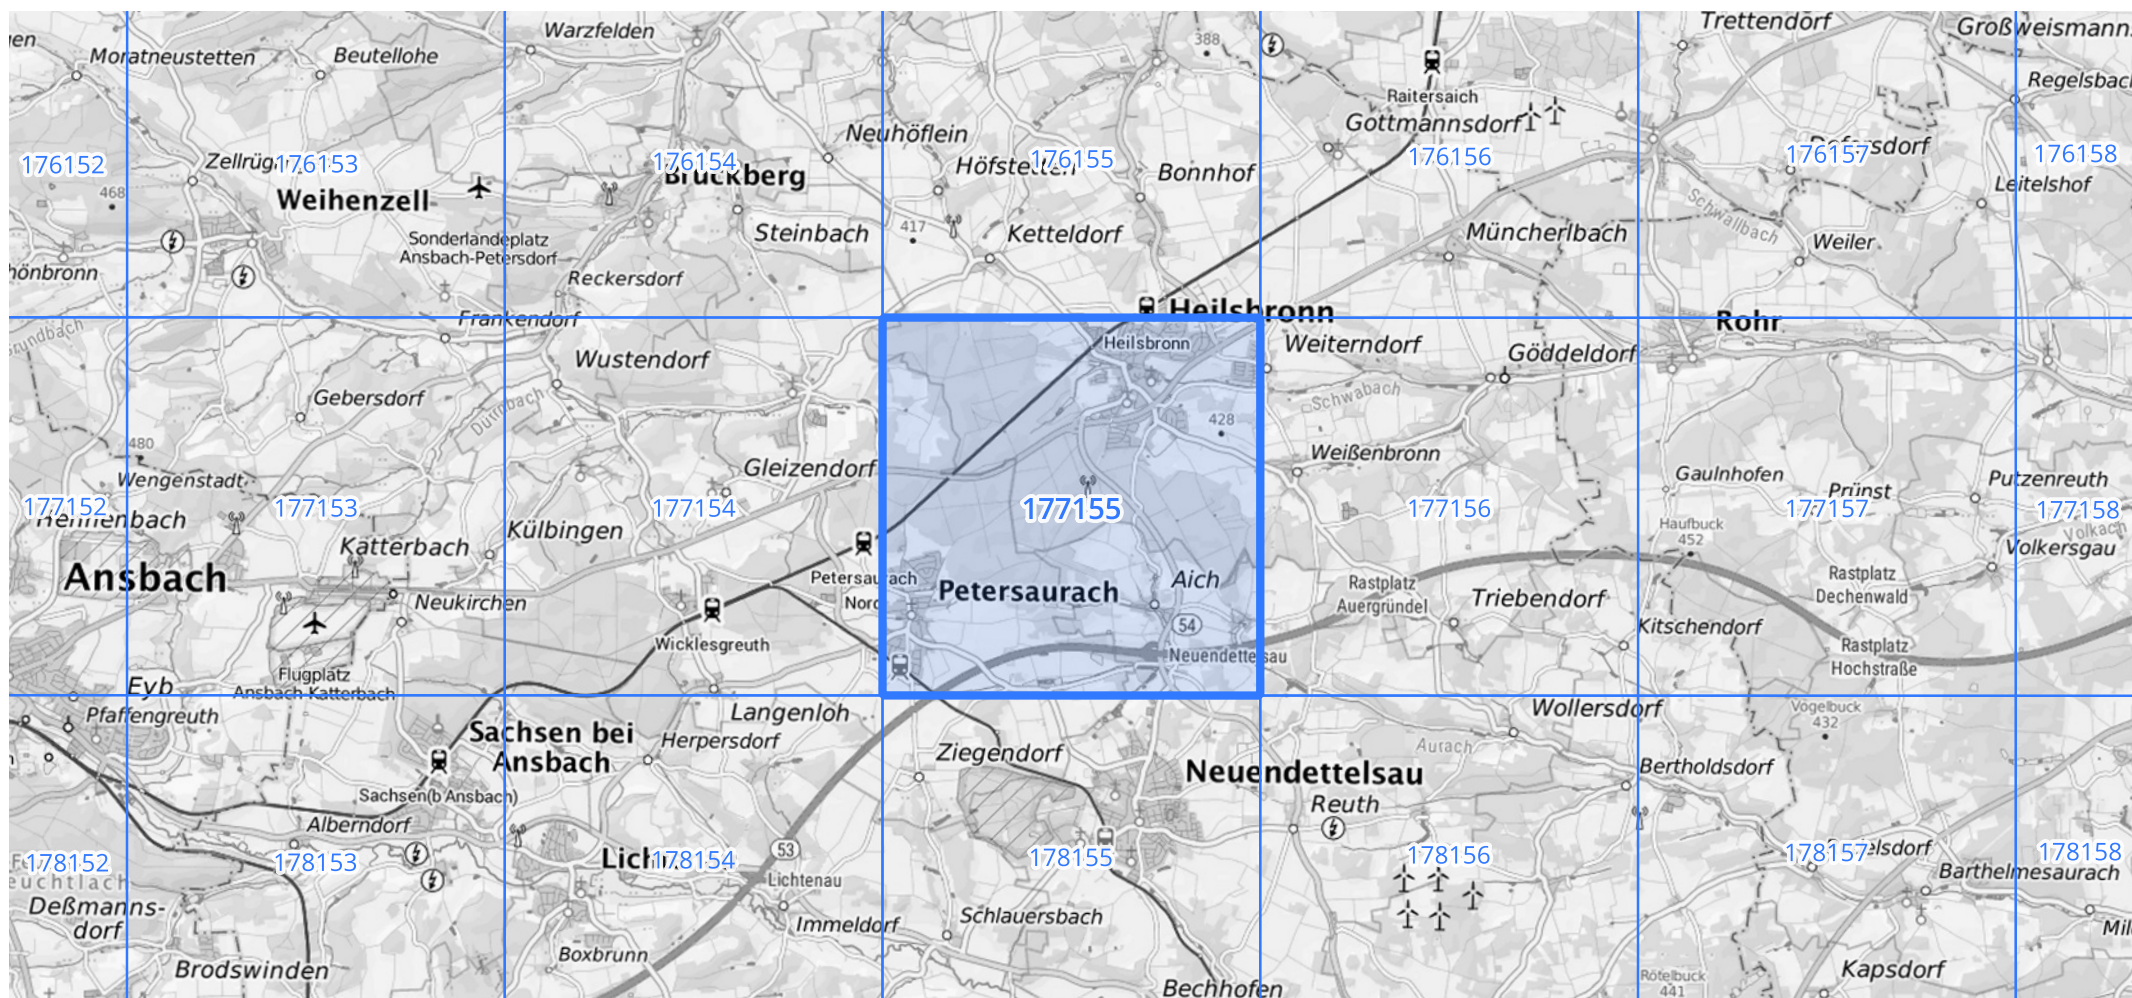 Warzfelden
Trettendorf
Großweismann
Moratneustetten
Beutellohe
388
Regelsbac
Raitersaich
Gottmannsdorf
Neuhöflein
176152
Zellrüg
176153
176154
Bruckberg
Höfstetten
176155
Bonnhof
176156
176157
176158
Leitelshof
468
Weihenzell
417
Steinbach
Ketteldorf
Müncherlbach
Schwallbach
Weiler
Sonderlandeplatz
Ansbach-Petersdorf
hönbronn
Reckersdorf
Frankendorf
Heilsbronn
Rohr
Wustendorf
Heilsbronn
Weiterndorf
Göddeldorf
Gebersdorf
Dürrbach
Schwabach
428
480
Wengenstadt
Gleizendorf
Weißenbronn
Gaulnhofen
Prünst
Putzenreuth
177152
177153
177154
177155
177156
177157
177158
Hennenbach
Külbingen
Haufbuck
452
Volkach
Volkersgau
Katterbach
Ansbach
Neukirchen
Petersaurach
Nord
Petersaurach
Aich
54
Rastplatz
Auergründel
Triebendorf
Rastplatz
Dechenwald
Kitschendorf
Wicklesgreuth
Neuendettelsau
Rastplatz
Hochstraße
Flugplatz
Ansbach-Katterbach
Eyb
Pfaffengreuth
Sachsen bei
Ansbach
Langenloh
Herpersdorf
Wollersdorf
Vogelbuck
432
Ziegendorf
Neuendettelsau
Aurach
Bertholdsdorf
Sachsen(b Ansbach)
Reuth
Alberndorf
53
178152
178153
178154
178155
178156
178157
178158
Lichtenau
Barthelmesaurach
Deßmanns-
dorf
Schlauersbach
Immeldorf
Boxbrunn
Brodswinden
Bechhofen
Rötelbuck
441
Kapsdorf